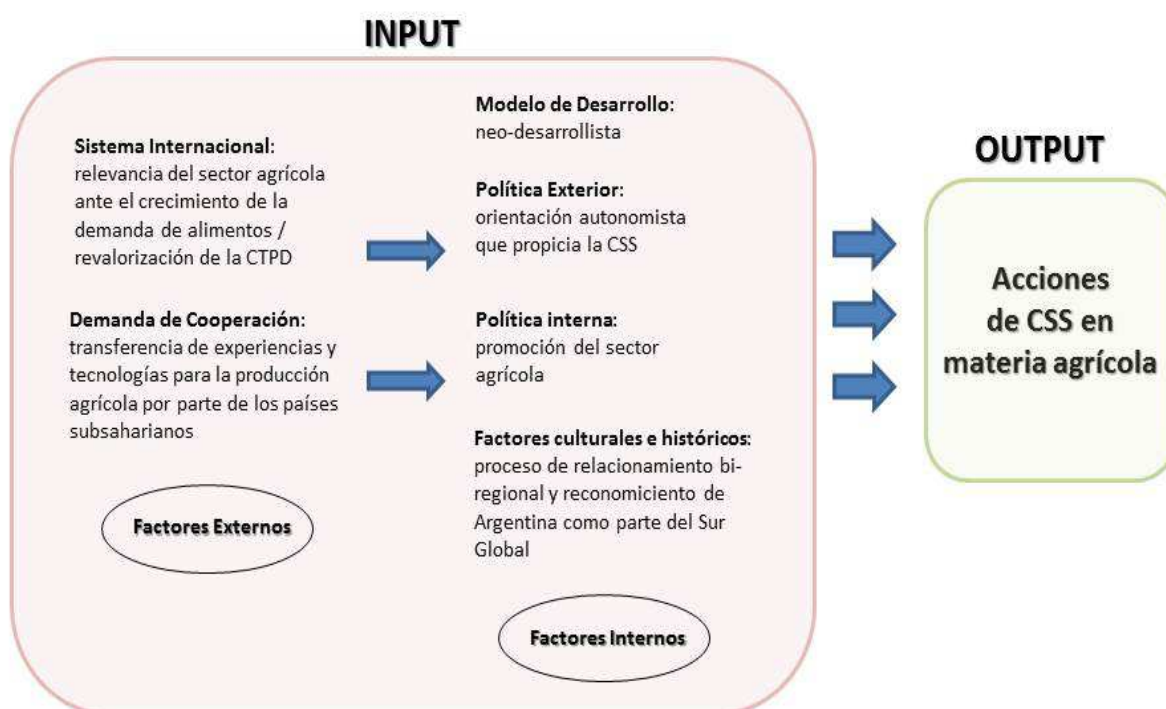 INPUT
Sistema Internacional:
relevancia del sector agrícola
ante el crecimiento de la
demanda de alimentos /
revalorización de la CTPD
Demanda de Cooperación:
transferencia de experiencias y
tecnologías para la producción
agrícola por parte de los países
subsaharianos
Factores Externos
Modelo de Desarrollo:
neo-desarrollista
Política Exterior:
orientación autonomista
que propicia la CSS
Política interna:
promoción del sector
agrícola
Factores culturales e históricos:
proceso de relacionamiento bi-
regional y reconomiciento de
Argentina como parte del Sur
Global
Factores Internos
OUTPUT
Acciones
de CSS en
materia agrícola